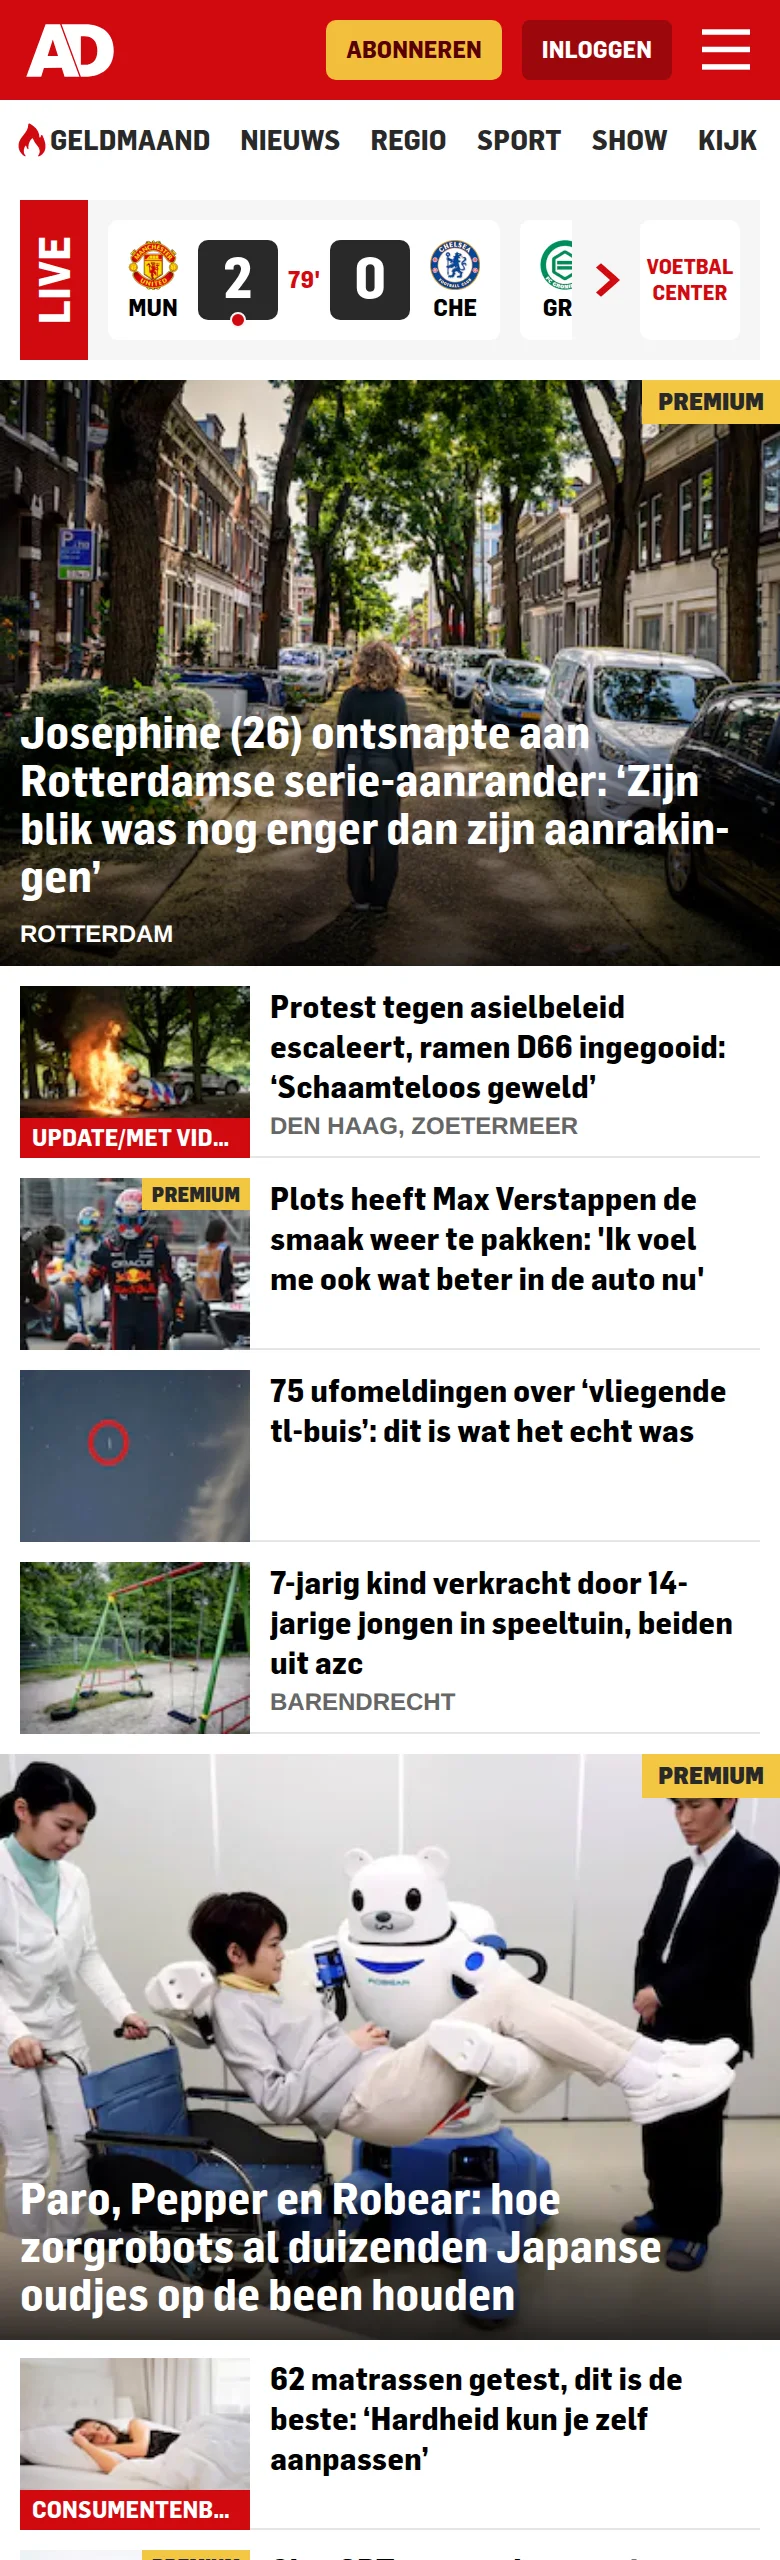 AD
ABONNEREN
INLOGGEN
GELDMAAND NIEUWS REGIO SPORT SHOW KIJK
LIVE
MUN
2
79'
0
CHE
GR
VOETBAL
CENTER
PREMIUM
Josephine (26) ontsnapte aan
Rotterdamse serie-aanrander: ‘Zijn
blik was nog enger dan zijn aanrakin-
gen’
ROTTERDAM
UPDATE/MET VID...
Protest tegen asielbeleid
escaleert, ramen D66 ingegooid:
‘Schaamteloos geweld’
DEN HAAG, ZOETERMEER
PREMIUM
Plots heeft Max Verstappen de
smaak weer te pakken: 'Ik voel
me ook wat beter in de auto nu'
75 ufomeldingen over ‘vliegende
tl-buis’: dit is wat het echt was
7-jarig kind verkracht door 14-
jarige jongen in speeltuin, beiden
uit azc
BARENDRECHT
PREMIUM
Paro, Pepper en Robear: hoe
zorgrobots al duizenden Japanse
oudjes op de been houden
CONSUMENTENB...
62 matrassen getest, dit is de
beste: ‘Hardheid kun je zelf
aanpassen’